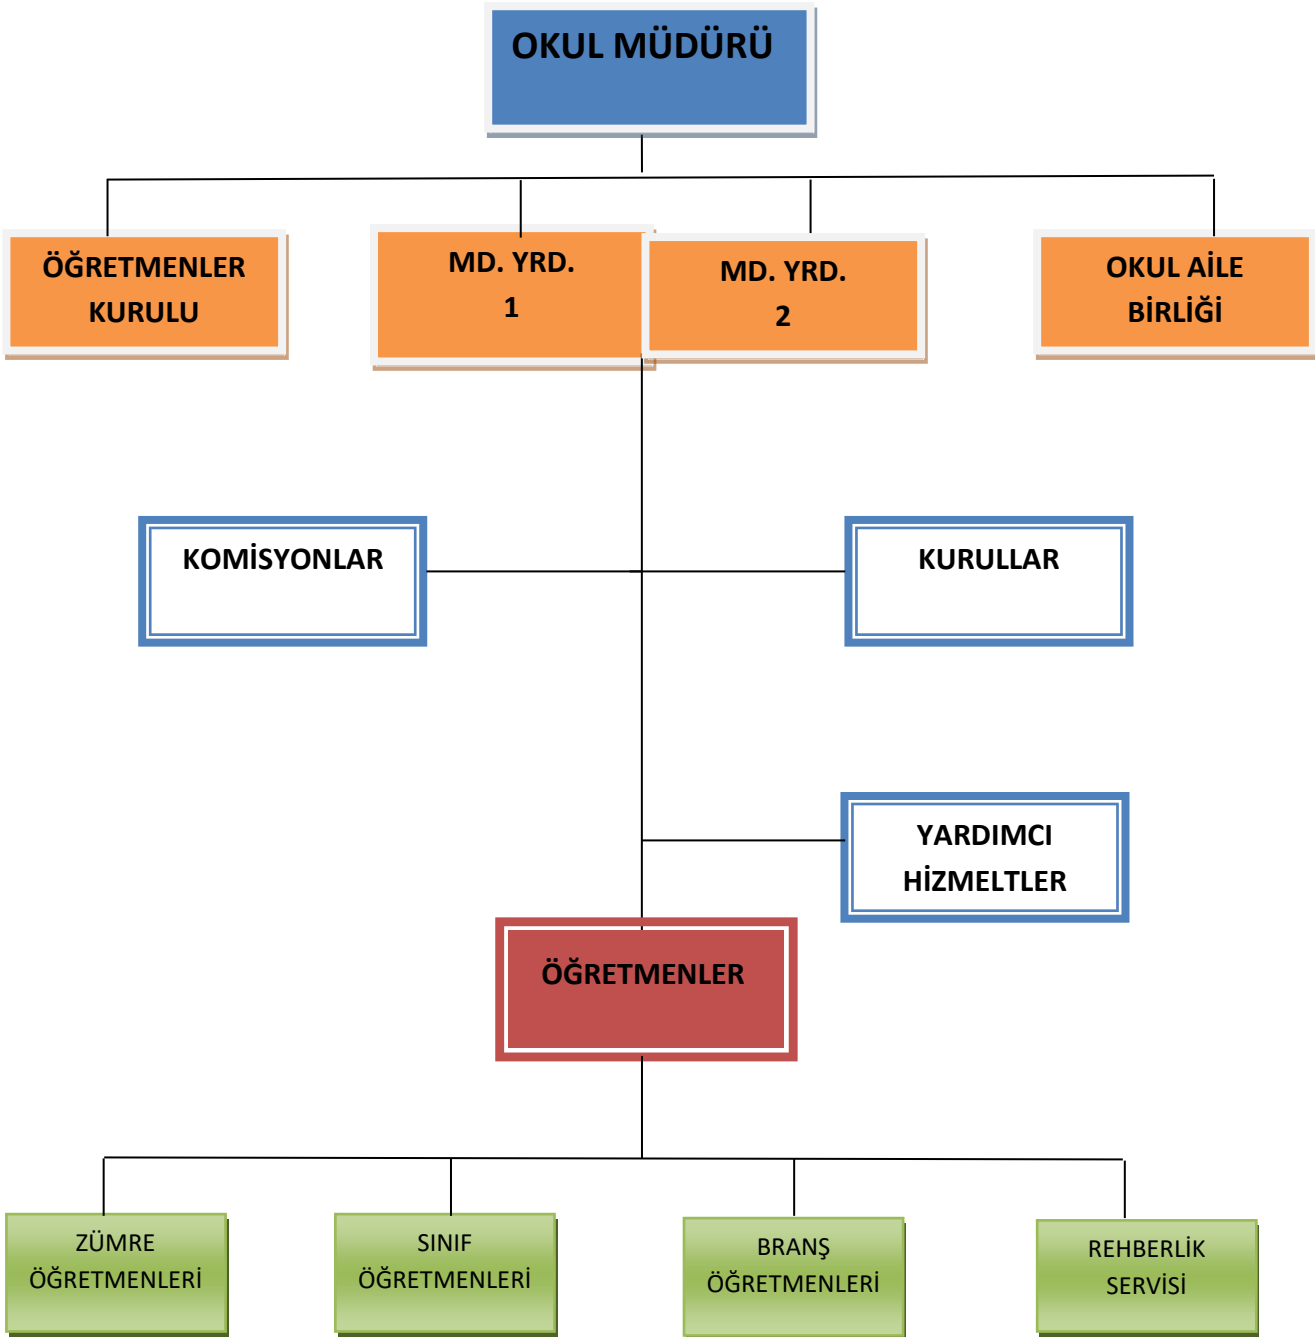 OKUL MÜDÜRÜ
ÖĞRETMENLER
KURULU
MD. YRD.
1
MD. YRD.
2
OKUL AİLE
BİRLİĞİ
KOMİSYONLAR
KURULLAR
YARDIMCI
HİZMELTLER
ÖĞRETMENLER
ZÜMRE
ÖĞRETMENLERİ
SINIF
ÖĞRETMENLERİ
BRANŞ
ÖĞRETMENLERİ
REHBERLİK
SERVİSİ